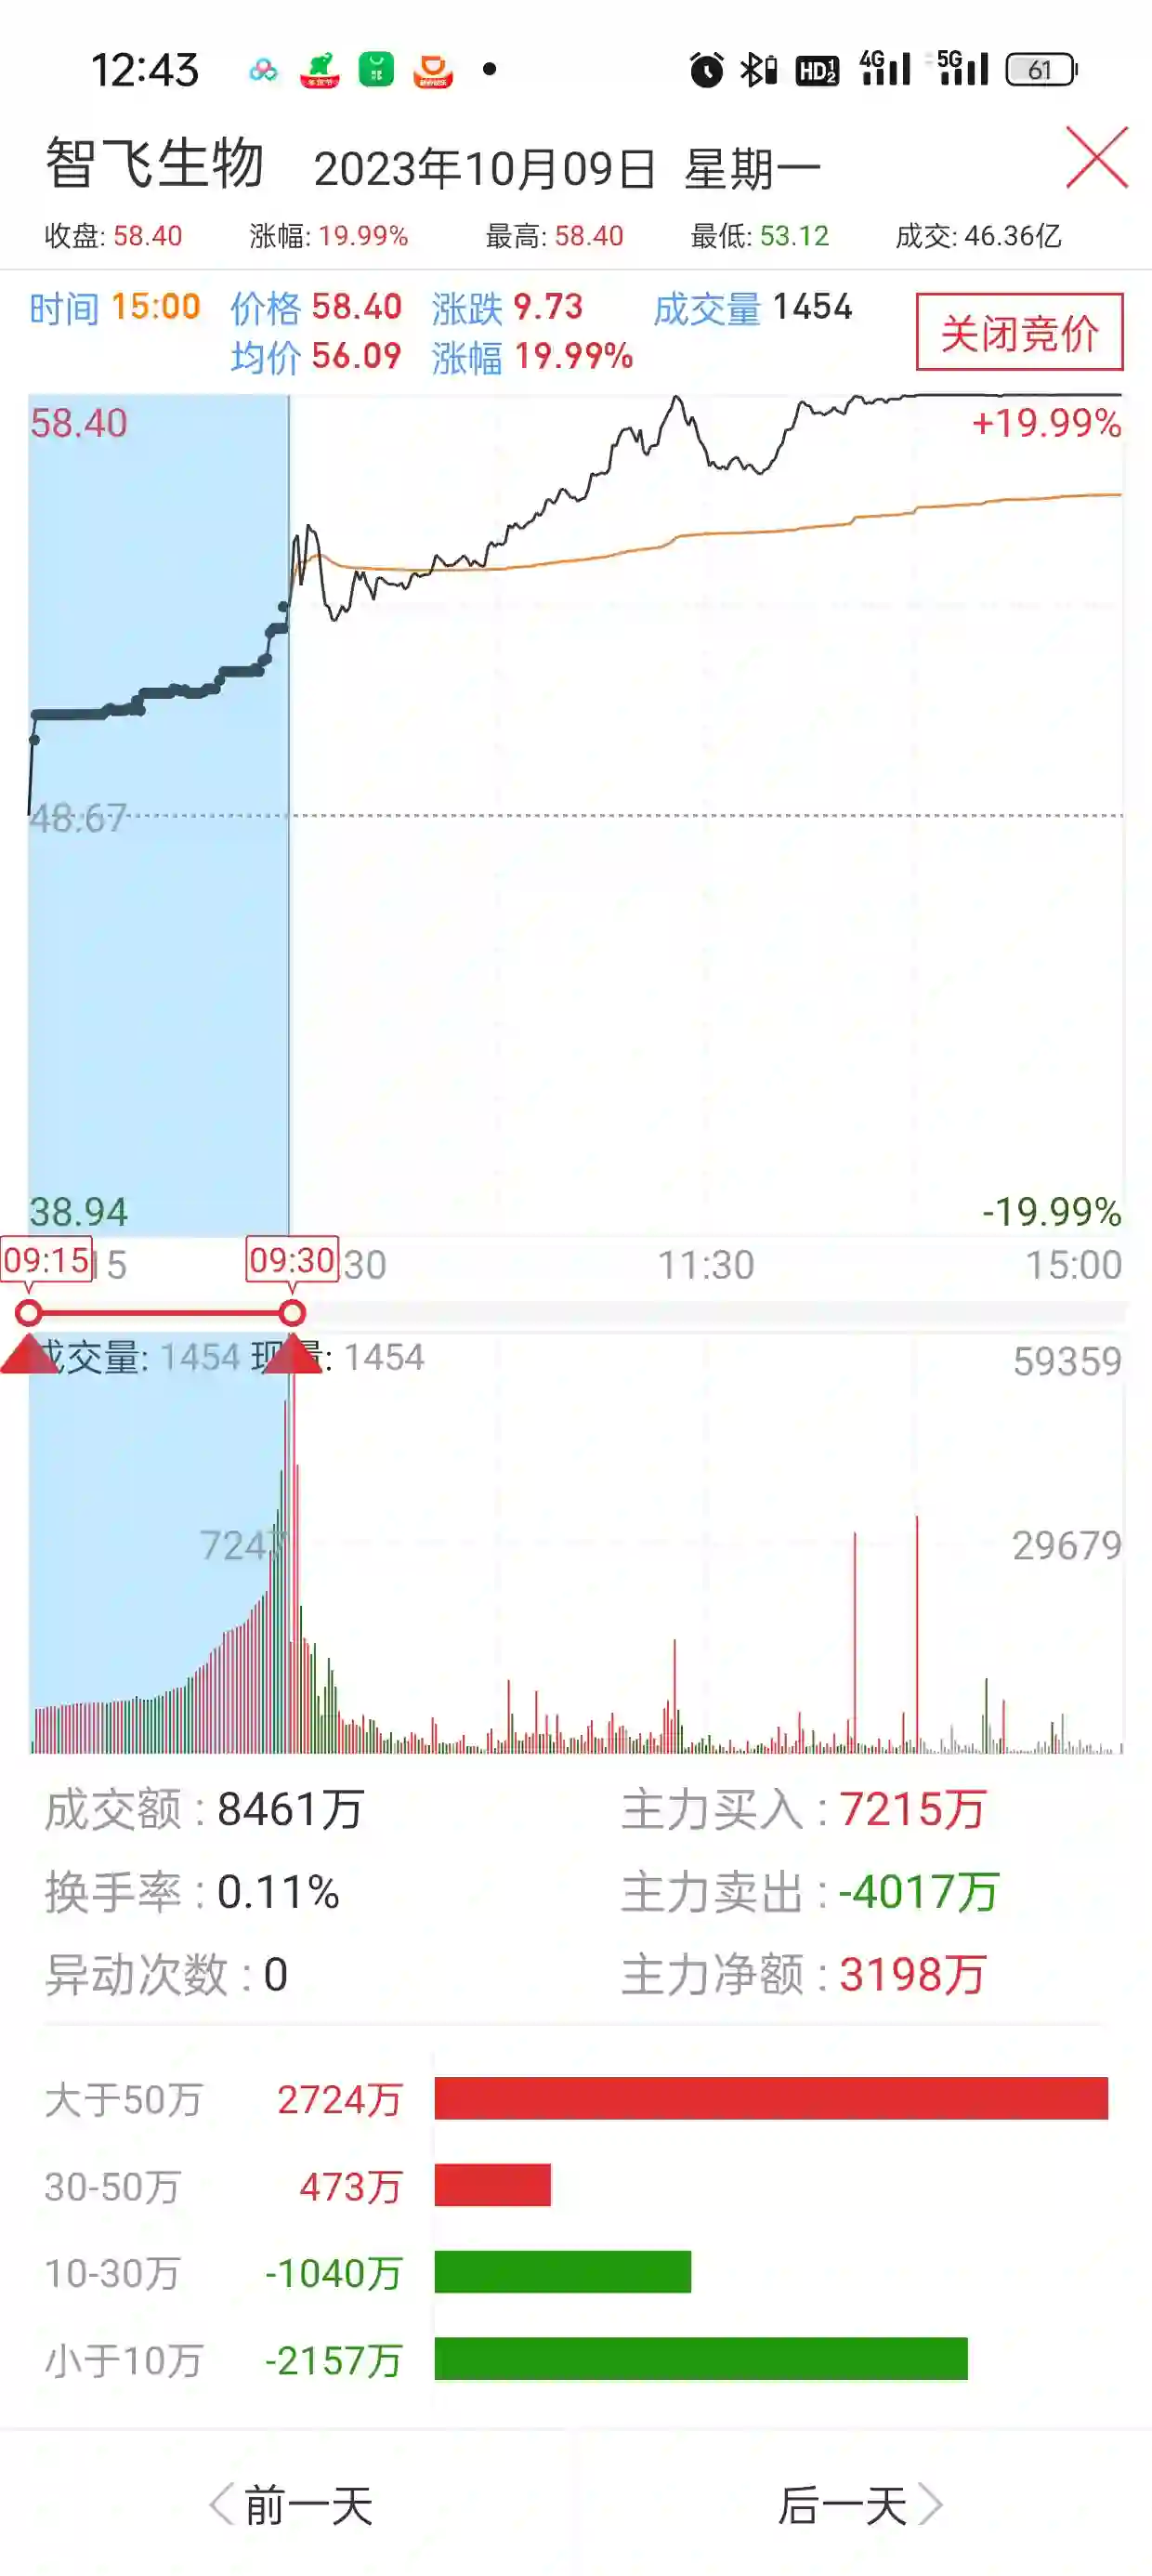 12:43 HD 1 2 4G 5G 61
智飞生物 2023年10月09日 星期一
收盘: 58.40 涨幅: 19.99% 最高: 58.40 最低: 53.12 成交: 46.36亿
时间 15:00 价格 58.40 涨跌 9.73 成交量 1454
均价 56.09 涨幅 19.99%
关闭竞价
58.40 +19.99%
48.67
38.94 -19.99%
09:15 15 09:30 30 11:30 15:00
成交量: 1454 现量: 1454 59359
7247 29679
成交额 : 8461万 主力买入 : 7215万
换手率 : 0.11% 主力卖出 : -4017万
异动次数 : 0 主力净额 : 3198万
大于50万 2724万
30-50万 473万
10-30万 -1040万
小于10万 -2157万
前一天 后一天